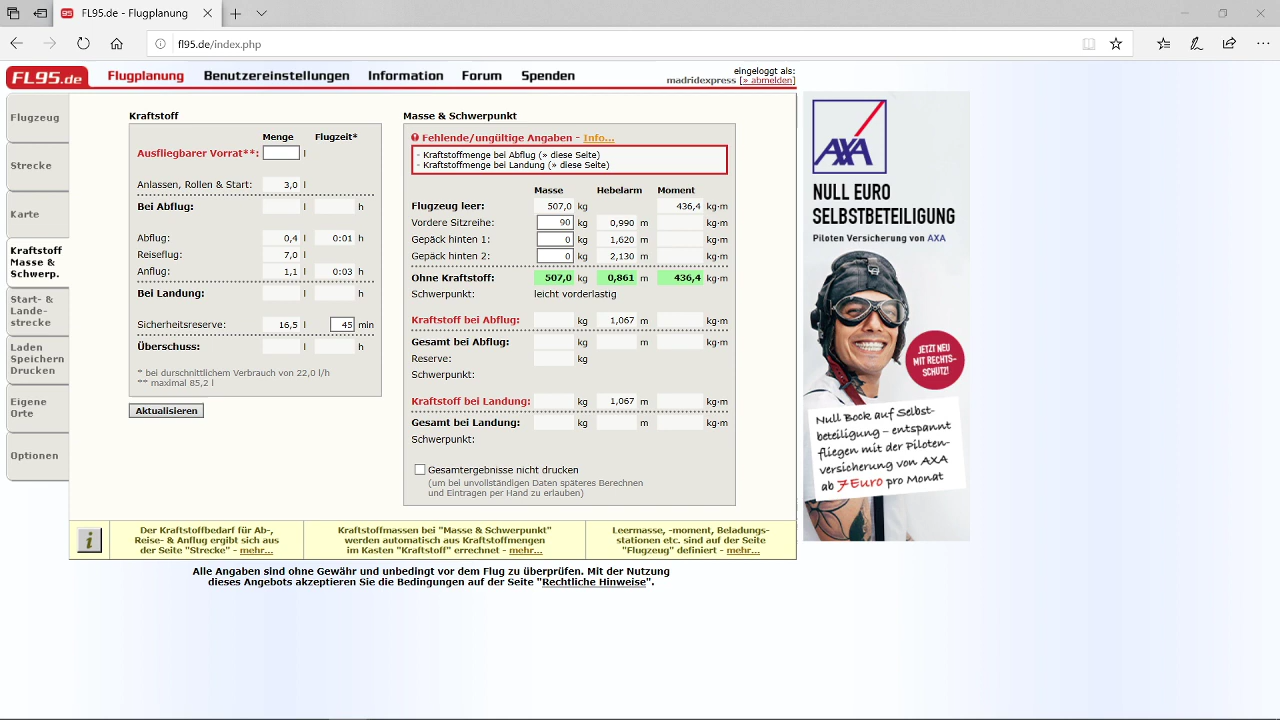 FL95.de - Flugplanung
fl95.de/index.php
FL95.de Flugplanung Benutzereinstellungen Information Forum Spenden
eingeloggt als:
madridexpress [» abmelden]
Flugzeug
Strecke
Karte
Kraftstoff
Masse &
Schwerp.
Start- &
Lande-
strecke
Laden
Speichern
Drucken
Eigene
Orte
Optionen
Kraftstoff
Menge Flugzeit*
Ausfliegbarer Vorrat**: l
Anlassen, Rollen & Start: 3,0 l
Bei Abflug: l h
Abflug: 0,4 l 0:01 h
Reiseflug: 7,0 l
Anflug: 1,1 l 0:03 h
Bei Landung: l h
Sicherheitsreserve: 16,5 l 45 min
Überschuss: l h
* bei durschnittlichem Verbrauch von 22,0 l/h
** maximal 85,2 l
Aktualisieren
Masse & Schwerpunkt
Fehlende/ungültige Angaben - Info...
- Kraftstoffmenge bei Abflug (» diese Seite)
- Kraftstoffmenge bei Landung (» diese Seite)
Masse Hebelarm Moment
Flugzeug leer: 507,0 kg 436,4 kg·m
Vordere Sitzreihe: 90 kg 0,990 m kg·m
Gepäck hinten 1: 0 kg 1,620 m kg·m
Gepäck hinten 2: 0 kg 2,130 m kg·m
Ohne Kraftstoff: 507,0 kg 0,861 m 436,4 kg·m
Schwerpunkt: leicht vorderlastig
Kraftstoff bei Abflug: kg 1,067 m kg·m
Gesamt bei Abflug: kg m kg·m
Reserve: kg
Schwerpunkt:
Kraftstoff bei Landung: kg 1,067 m kg·m
Gesamt bei Landung: kg m kg·m
Schwerpunkt:
Gesamtergebnisse nicht drucken
(um bei unvollständigen Daten späteres Berechnen
und Eintragen per Hand zu erlauben)
i
Der Kraftstoffbedarf für Ab-,
Reise- & Anflug ergibt sich aus
der Seite "Strecke" - mehr...
Kraftstoffmassen bei "Masse & Schwerpunkt"
werden automatisch aus Kraftstoffmengen
im Kasten "Kraftstoff" errechnet - mehr...
Leermasse, -moment, Beladungs-
stationen etc. sind auf der Seite
"Flugzeug" definiert - mehr...
Alle Angaben sind ohne Gewähr und unbedingt vor dem Flug zu überprüfen. Mit der Nutzung
dieses Angebots akzeptieren Sie die Bedingungen auf der Seite "Rechtliche Hinweise".
AXA
NULL EURO
SELBSTBETEILIGUNG
Piloten Versicherung von AXA
JETZT NEU
MIT RECHTS-
SCHUTZ!
Null Bock auf Selbst-
beteiligung – entspannt
fliegen mit der Piloten-
versicherung von AXA
ab 7 Euro pro Monat